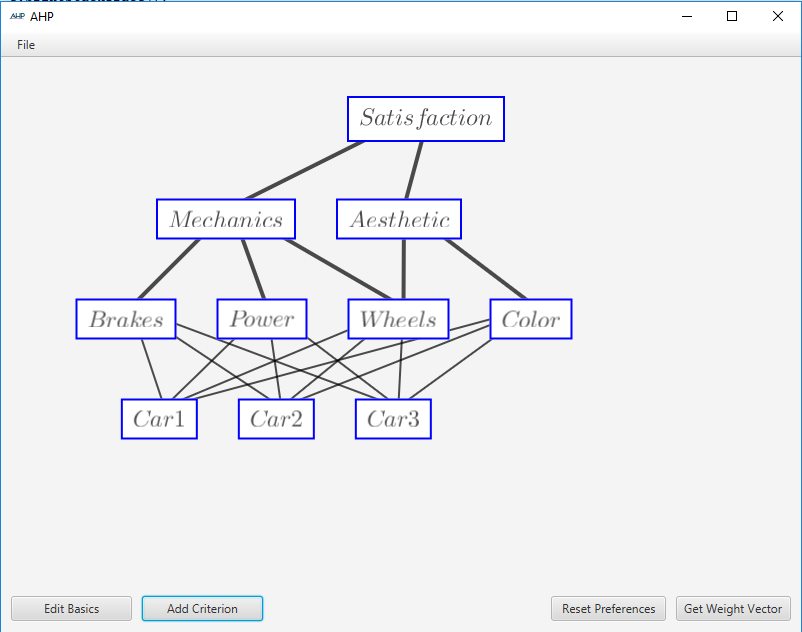 AHP AHP
File
Satisfaction
Mechanics Aesthetic
Brakes Power Wheels Color
Car1 Car2 Car3
Edit Basics Add Criterion Reset Preferences Get Weight Vector